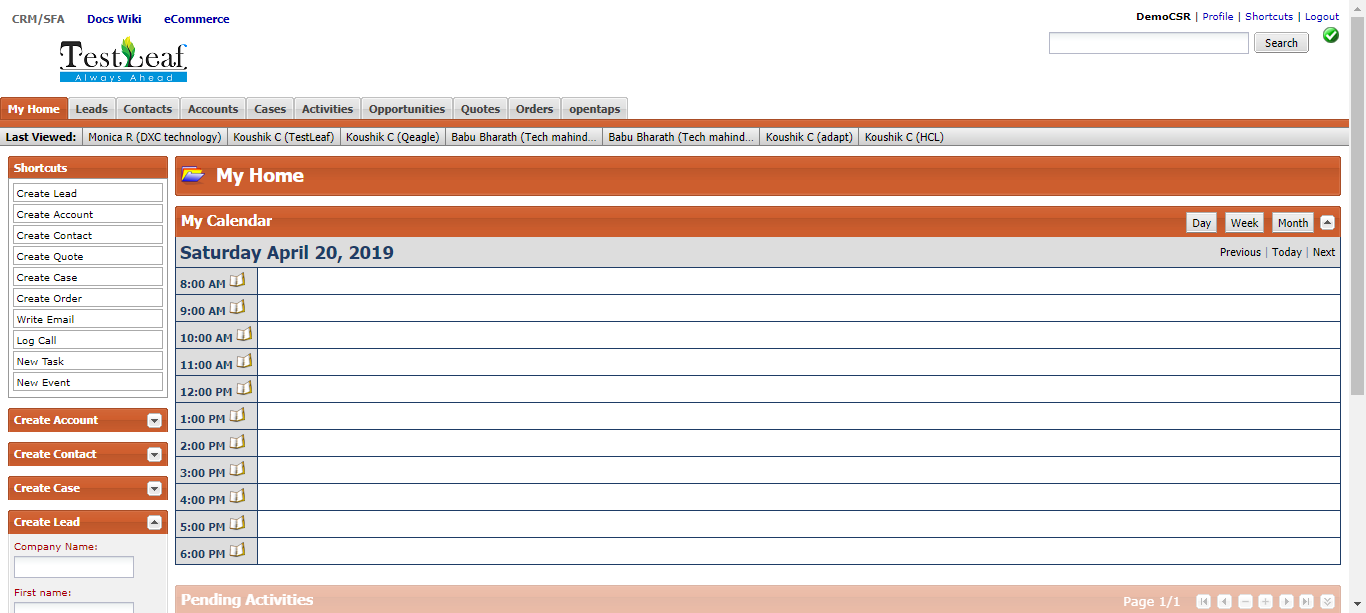 CRM/SFA Docs Wiki eCommerce
DemoCSR | Profile | Shortcuts | Logout
Search
TestLeaf
Always Ahead
My Home Leads Contacts Accounts Cases Activities Opportunities Quotes Orders opentaps
Last Viewed: Monica R (DXC technology) Koushik C (TestLeaf) Koushik C (Qeagle) Babu Bharath (Tech mahind... Babu Bharath (Tech mahind... Koushik C (adapt) Koushik C (HCL)
Shortcuts
Create Lead
Create Account
Create Contact
Create Quote
Create Case
Create Order
Write Email
Log Call
New Task
New Event
Create Account
Create Contact
Create Case
Create Lead
Company Name:
First name:
My Home
My Calendar Day Week Month
Saturday April 20, 2019 Previous | Today | Next
8:00 AM
9:00 AM
10:00 AM
11:00 AM
12:00 PM
1:00 PM
2:00 PM
3:00 PM
4:00 PM
5:00 PM
6:00 PM
Pending Activities Page 1/1